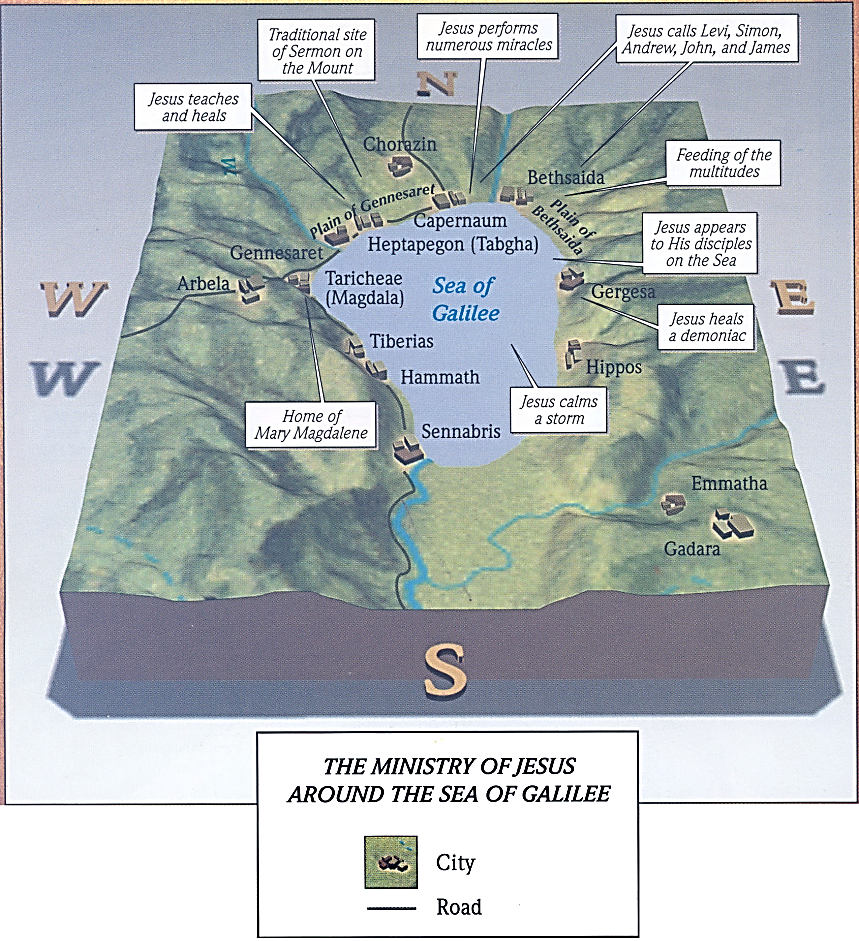 Traditional site
of Sermon on
the Mount
Jesus performs
numerous miracles
Jesus calls Levi, Simon,
Andrew, John, and James
N
Jesus teaches
and heals
Chorazin
Feeding of the
multitudes
Bethsaida
Plain of Gennesaret
Plain of
Bethsaida
Capernaum
Heptapegon (Tabgha)
Jesus appears
to His disciples
on the Sea
Gennesaret
Arbela
Taricheae
(Magdala)
Sea of
Galilee
Gergesa
W
E
Jesus heals
a demoniac
W
E
Tiberias
Hippos
Hammath
Jesus calms
a storm
Home of
Mary Magdalene
Sennabris
Emmatha
Gadara
S
THE MINISTRY OF JESUS
AROUND THE SEA OF GALILEE
City
Road